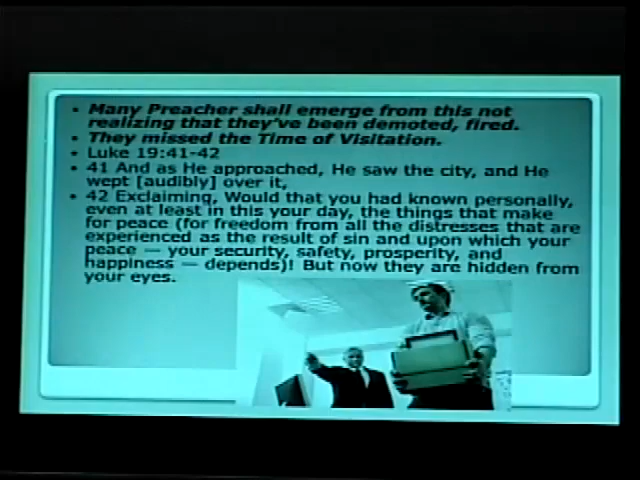 • Many Preacher shall emerge from this not
realizing that they've been demoted, fired.
• They missed the Time of Visitation.
• Luke 19:41-42
• 41 And as He approached, He saw the city, and He
wept [audibly] over it,
• 42 Exclaiming, Would that you had known personally,
even at least in this your day, the things that make
for peace (for freedom from all the distresses that are
experienced as the result of sin and upon which your
peace — your security, safety, prosperity, and
happiness — depends)! But now they are hidden from
your eyes.